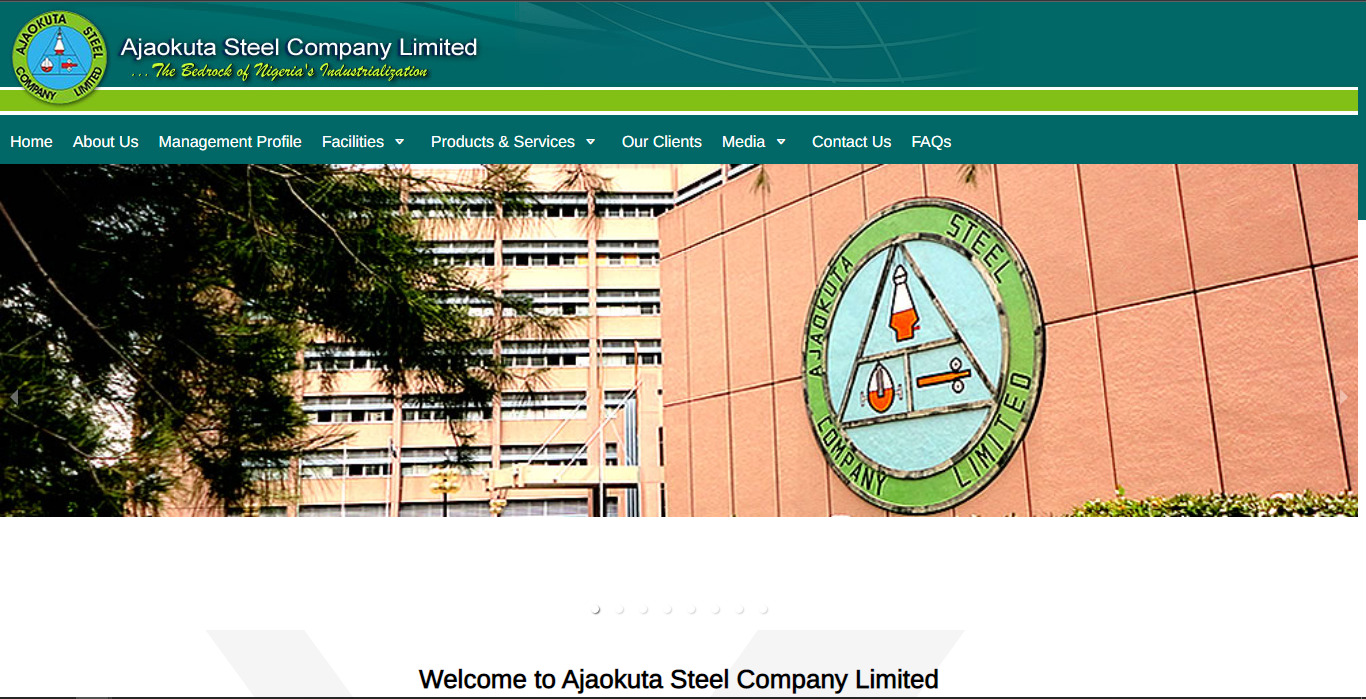 AJAOKUTA STEEL COMPANY LIMITED
Ajaokuta Steel Company Limited
...The Bedrock of Nigeria's Industrialization
Home About Us Management Profile Facilities Products & Services Our Clients Media Contact Us FAQs
AJAOKUTA STEEL COMPANY LIMITED
Welcome to Ajaokuta Steel Company Limited